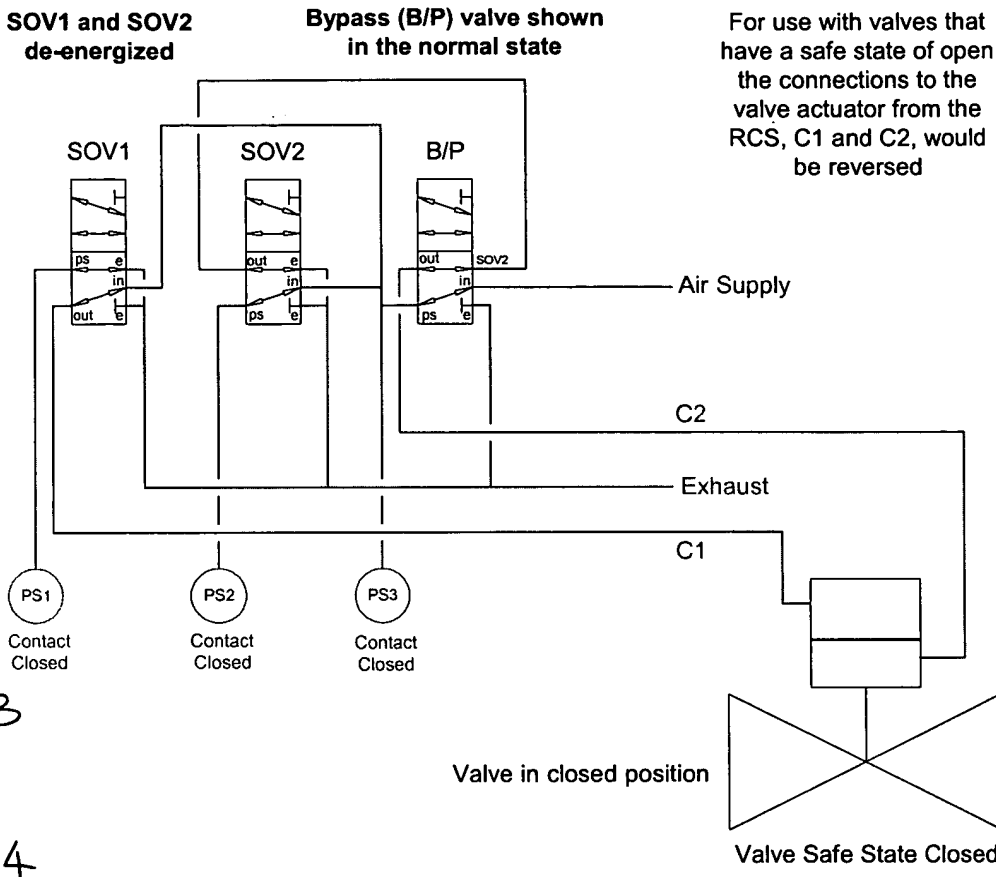 SOV1 and SOV2
de-energized
Bypass (B/P) valve shown
in the normal state
For use with valves that
have a safe state of open
the connections to the
valve actuator from the
RCS, C1 and C2, would
be reversed
SOV1
SOV2
B/P
ps e
in
out e
out e
in
ps e
out SOV2
in
ps e
Air Supply
C2
Exhaust
C1
PS1
PS2
PS3
Contact
Closed
Contact
Closed
Contact
Closed
3
Valve in closed position
4
Valve Safe State Closed